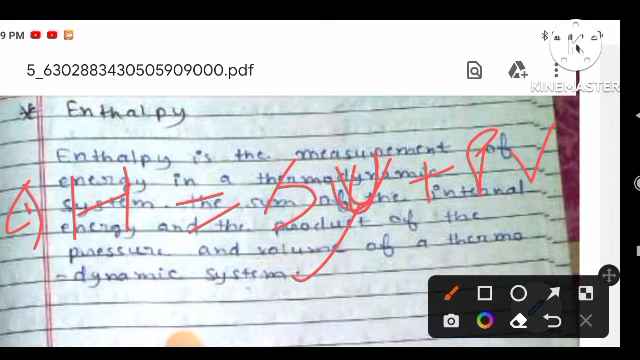 9 PM
KINEMASTER
5_6302883430505909000.pdf
* Enthalpy
Enthalpy is the measurement of
energy in a thermodynamic
system. the sum of the internal
energy and the product of the
pressure and volume of a thermo
-dynamic system.
H = + PV